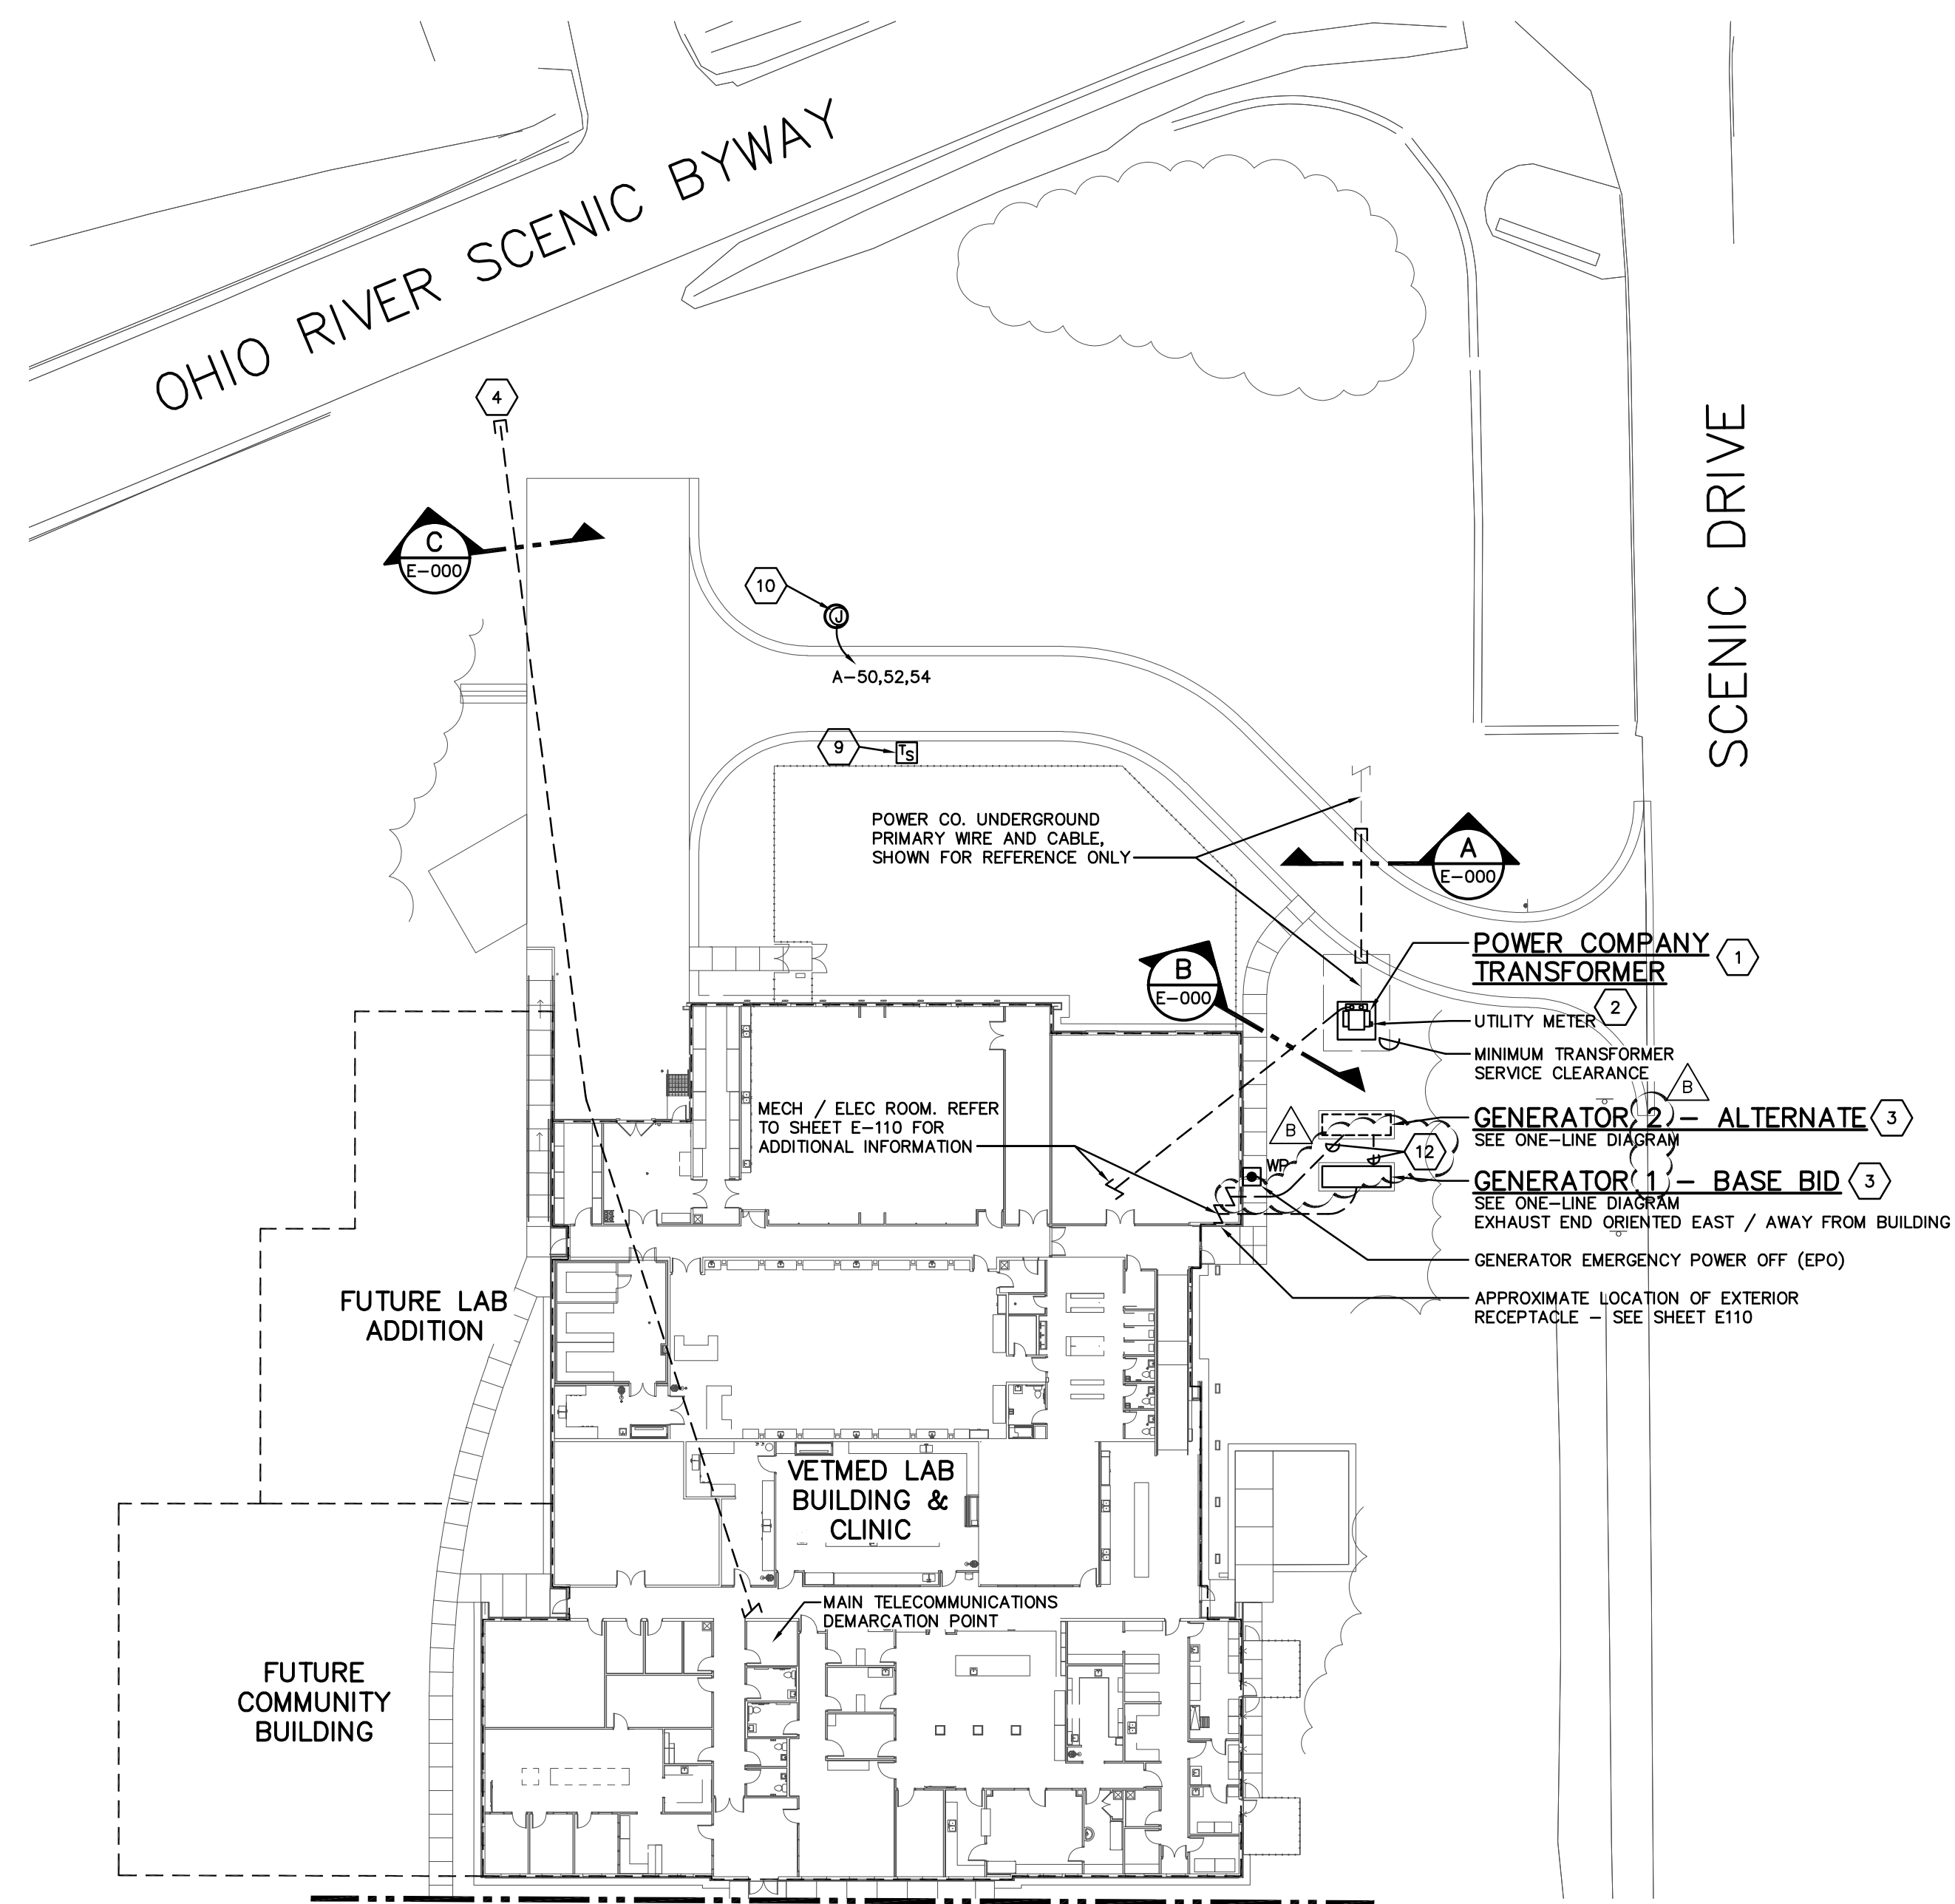 OHIO RIVER SCENIC BYWAY
SCENIC DRIVE
4
C
E-000
10
J
A-50,52,54
9
TS
POWER CO. UNDERGROUND
PRIMARY WIRE AND CABLE,
SHOWN FOR REFERENCE ONLY
A
E-000
B
E-000
POWER COMPANY
TRANSFORMER
1
2
UTILITY METER
MINIMUM TRANSFORMER
SERVICE CLEARANCE
B
MECH / ELEC ROOM. REFER
TO SHEET E-110 FOR
ADDITIONAL INFORMATION
B
GENERATOR 2 - ALTERNATE
3
SEE ONE-LINE DIAGRAM
12
WP
GENERATOR 1 - BASE BID
3
SEE ONE-LINE DIAGRAM
EXHAUST END ORIENTED EAST / AWAY FROM BUILDING
GENERATOR EMERGENCY POWER OFF (EPO)
APPROXIMATE LOCATION OF EXTERIOR
RECEPTACLE - SEE SHEET E110
FUTURE LAB
ADDITION
VETMED LAB
BUILDING &
CLINIC
MAIN TELECOMMUNICATIONS
DEMARCATION POINT
FUTURE
COMMUNITY
BUILDING